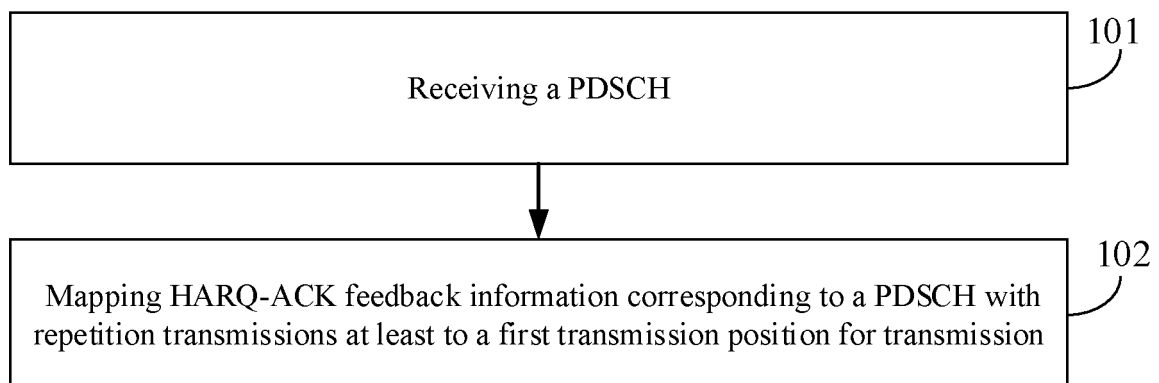 101
Receiving a PDSCH
102
Mapping HARQ-ACK feedback information corresponding to a PDSCH with
repetition transmissions at least to a first transmission position for transmission